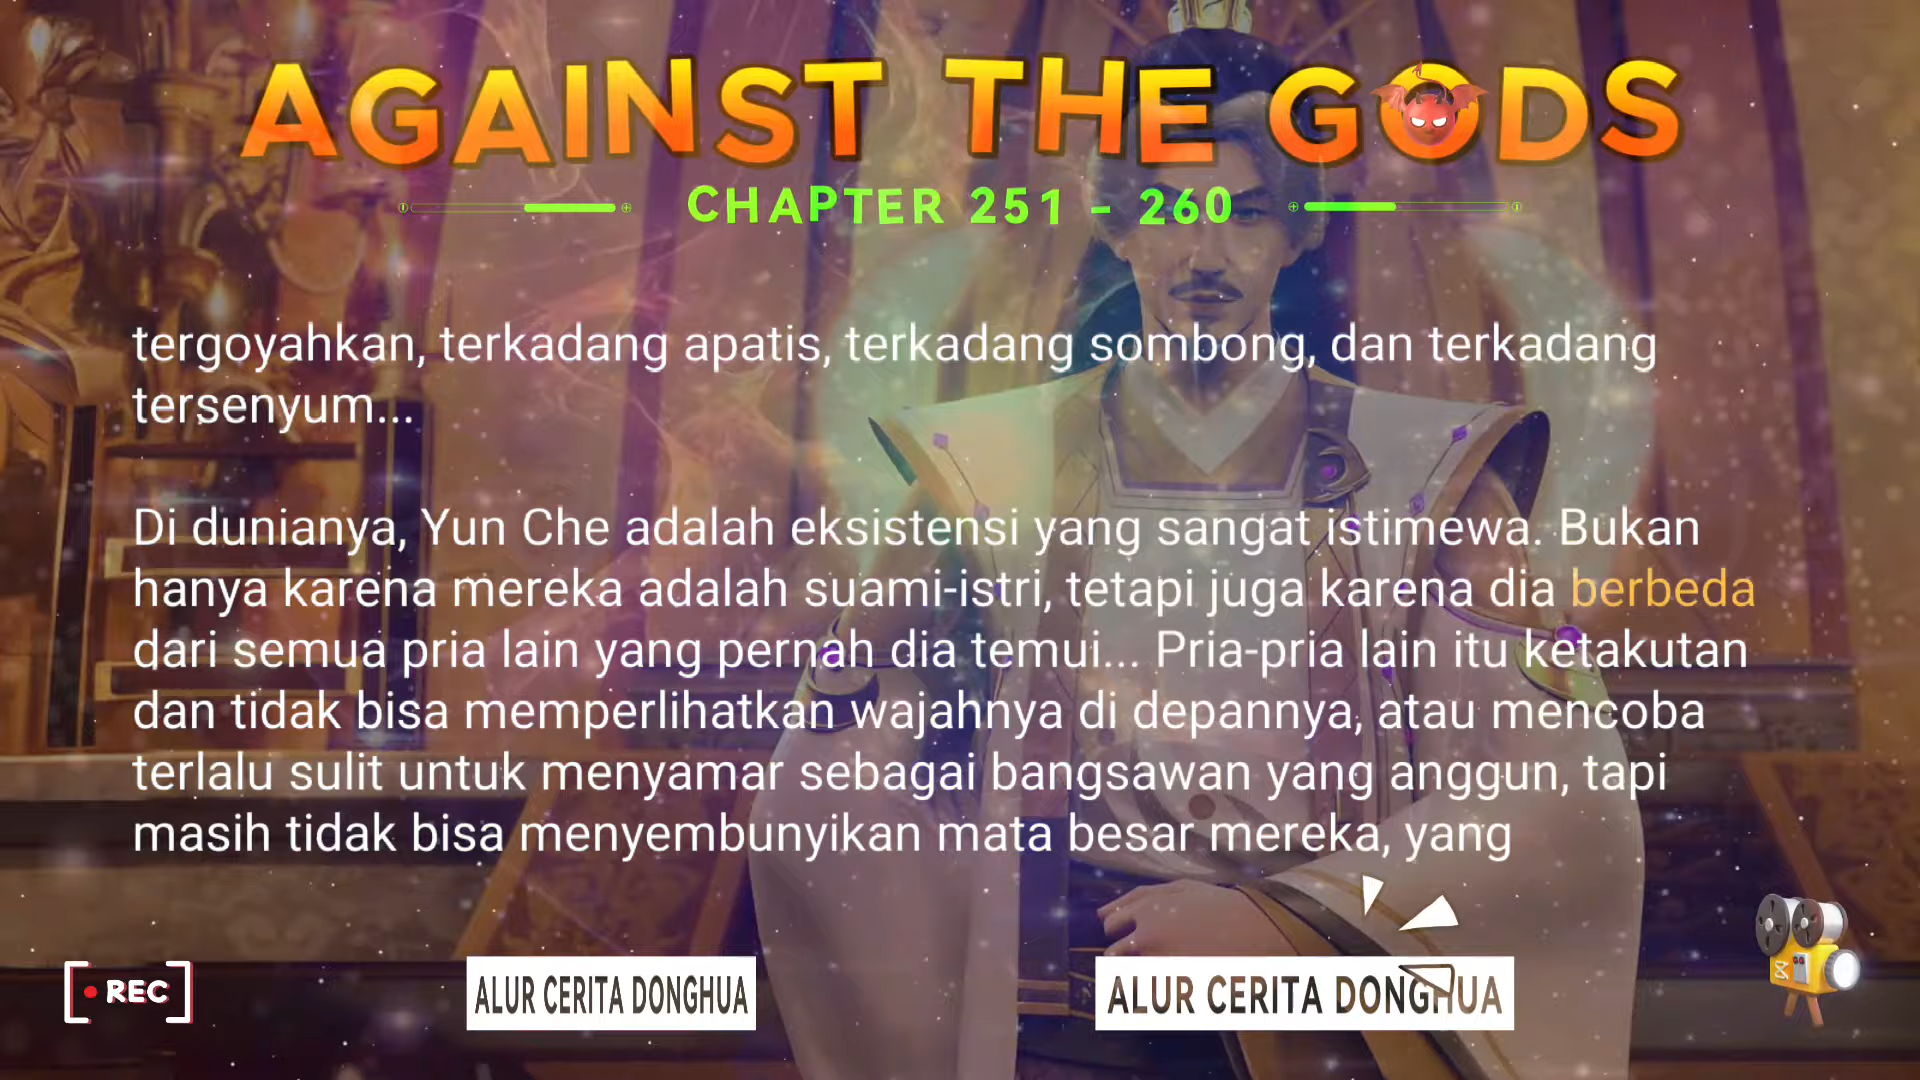 AGAINST THE GODS
CHAPTER 251 - 260
tergoyahkan, terkadang apatis, terkadang sombong, dan terkadang
tersenyum...
Di dunianya, Yun Che adalah eksistensi yang sangat istimewa. Bukan
hanya karena mereka adalah suami-istri, tetapi juga karena dia berbeda
dari semua pria lain yang pernah dia temui... Pria-pria lain itu ketakutan
dan tidak bisa memperlihatkan wajahnya di depannya, atau mencoba
terlalu sulit untuk menyamar sebagai bangsawan yang anggun, tapi
masih tidak bisa menyembunyikan mata besar mereka, yang
REC
ALUR CERITA DONGHUA
ALUR CERITA DONGHUA